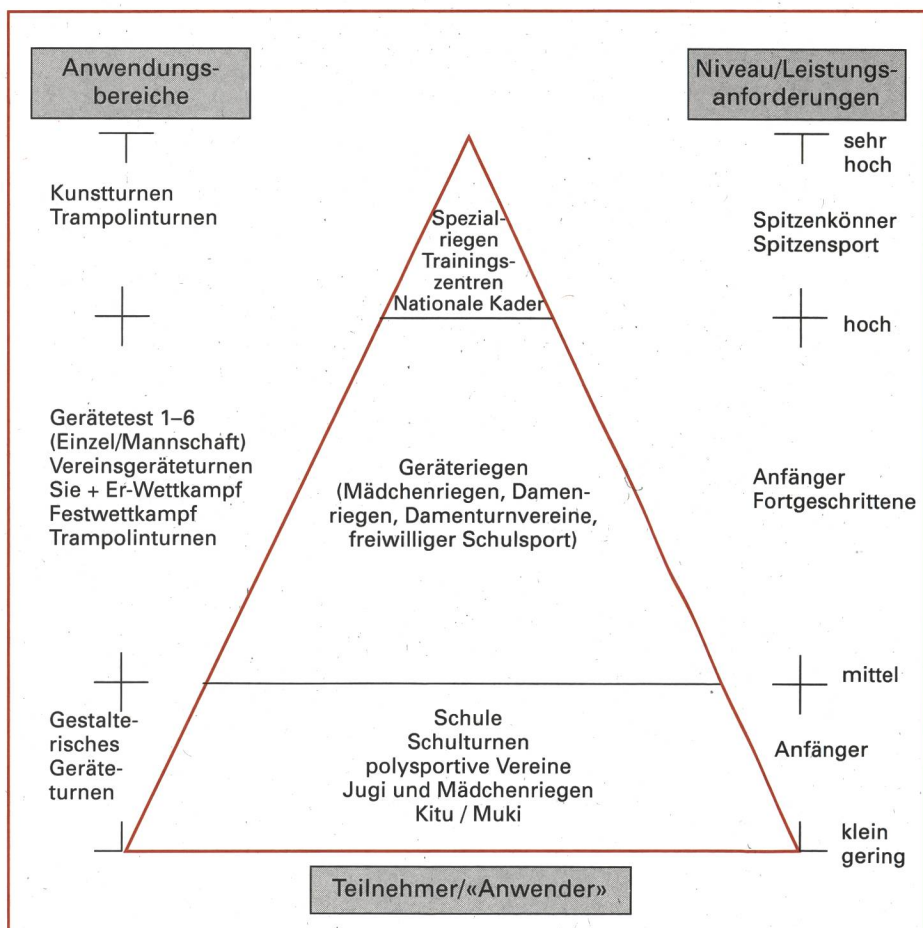 Anwendungs-
bereiche
Kunstturnen
Trampolinturnen
Gerätetest 1–6
(Einzel/Mannschaft)
Vereinsgeräteturnen
Sie + Er-Wettkampf
Festwettkampf
Trampolinturnen
Gestalte-
risches
Geräte-
turnen
Spezial-
riegen
Trainings-
zentren
Nationale Kader
Geräteriegen
(Mädchenriegen, Damen-
riegen, Damenturnvereine,
freiwilliger Schulsport)
Schule
Schulturnen
polysportive Vereine
Jugi und Mädchenriegen
Kitu / Muki
Teilnehmer/«Anwender»
Niveau/Leistungs-
anforderungen
sehr
hoch
Spitzenkönner
Spitzensport
hoch
Anfänger
Fortgeschrittene
mittel
Anfänger
klein
gering